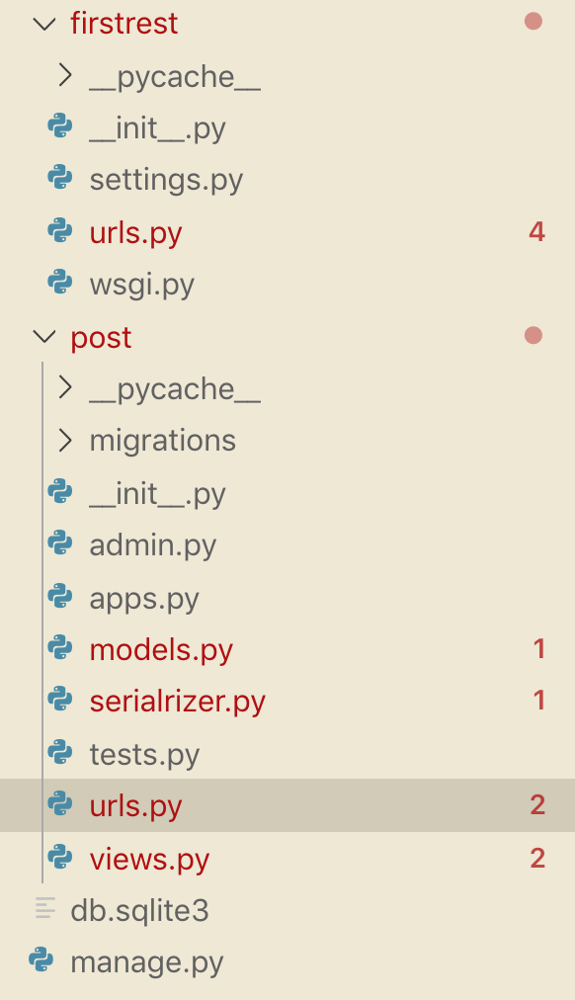 firstrest
__pycache__
__init__.py
settings.py
urls.py 4
wsgi.py
post
__pycache__
migrations
__init__.py
admin.py
apps.py
models.py 1
serialrizer.py 1
tests.py
urls.py 2
views.py 2
db.sqlite3
manage.py